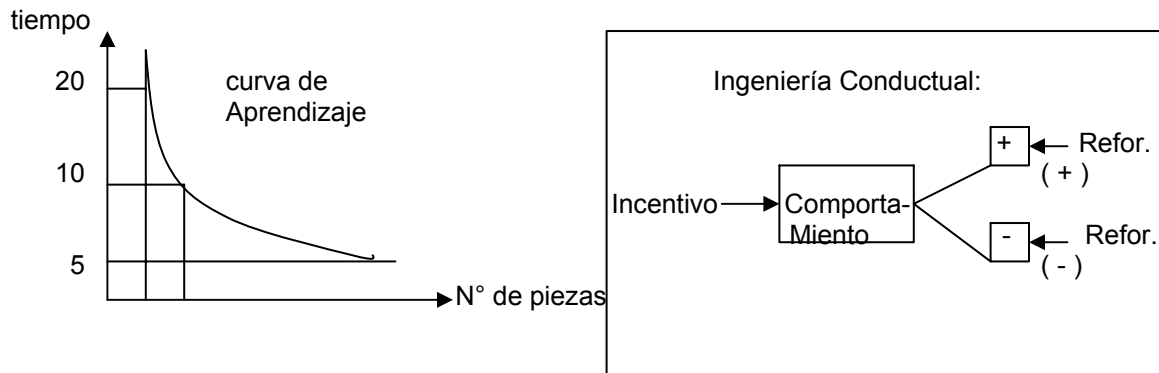 tiempo
20
10
5
curva de
Aprendizaje
N° de piezas
Ingeniería Conductual:
Incentivo
Comporta-
Miento
+
Refor.
( + )
-
Refor.
( - )